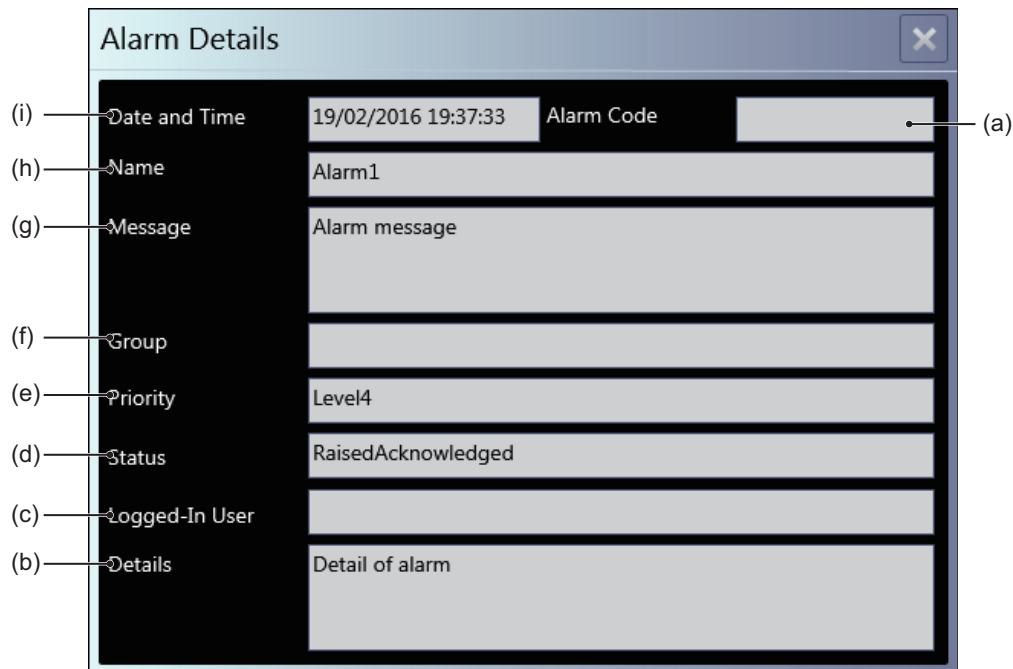 Alarm Details
(i) Date and Time 19/02/2016 19:37:33 Alarm Code (a)
(h) Name Alarm1
(g) Message Alarm message
(f) Group
(e) Priority Level4
(d) Status RaisedAcknowledged
(c) Logged-In User
(b) Details Detail of alarm